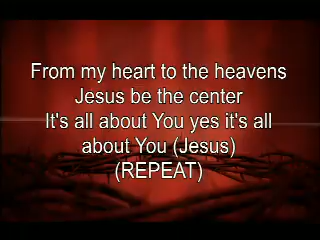 From my heart to the heavens
Jesus be the center
It's all about You yes it's all
about You (Jesus)
(REPEAT)